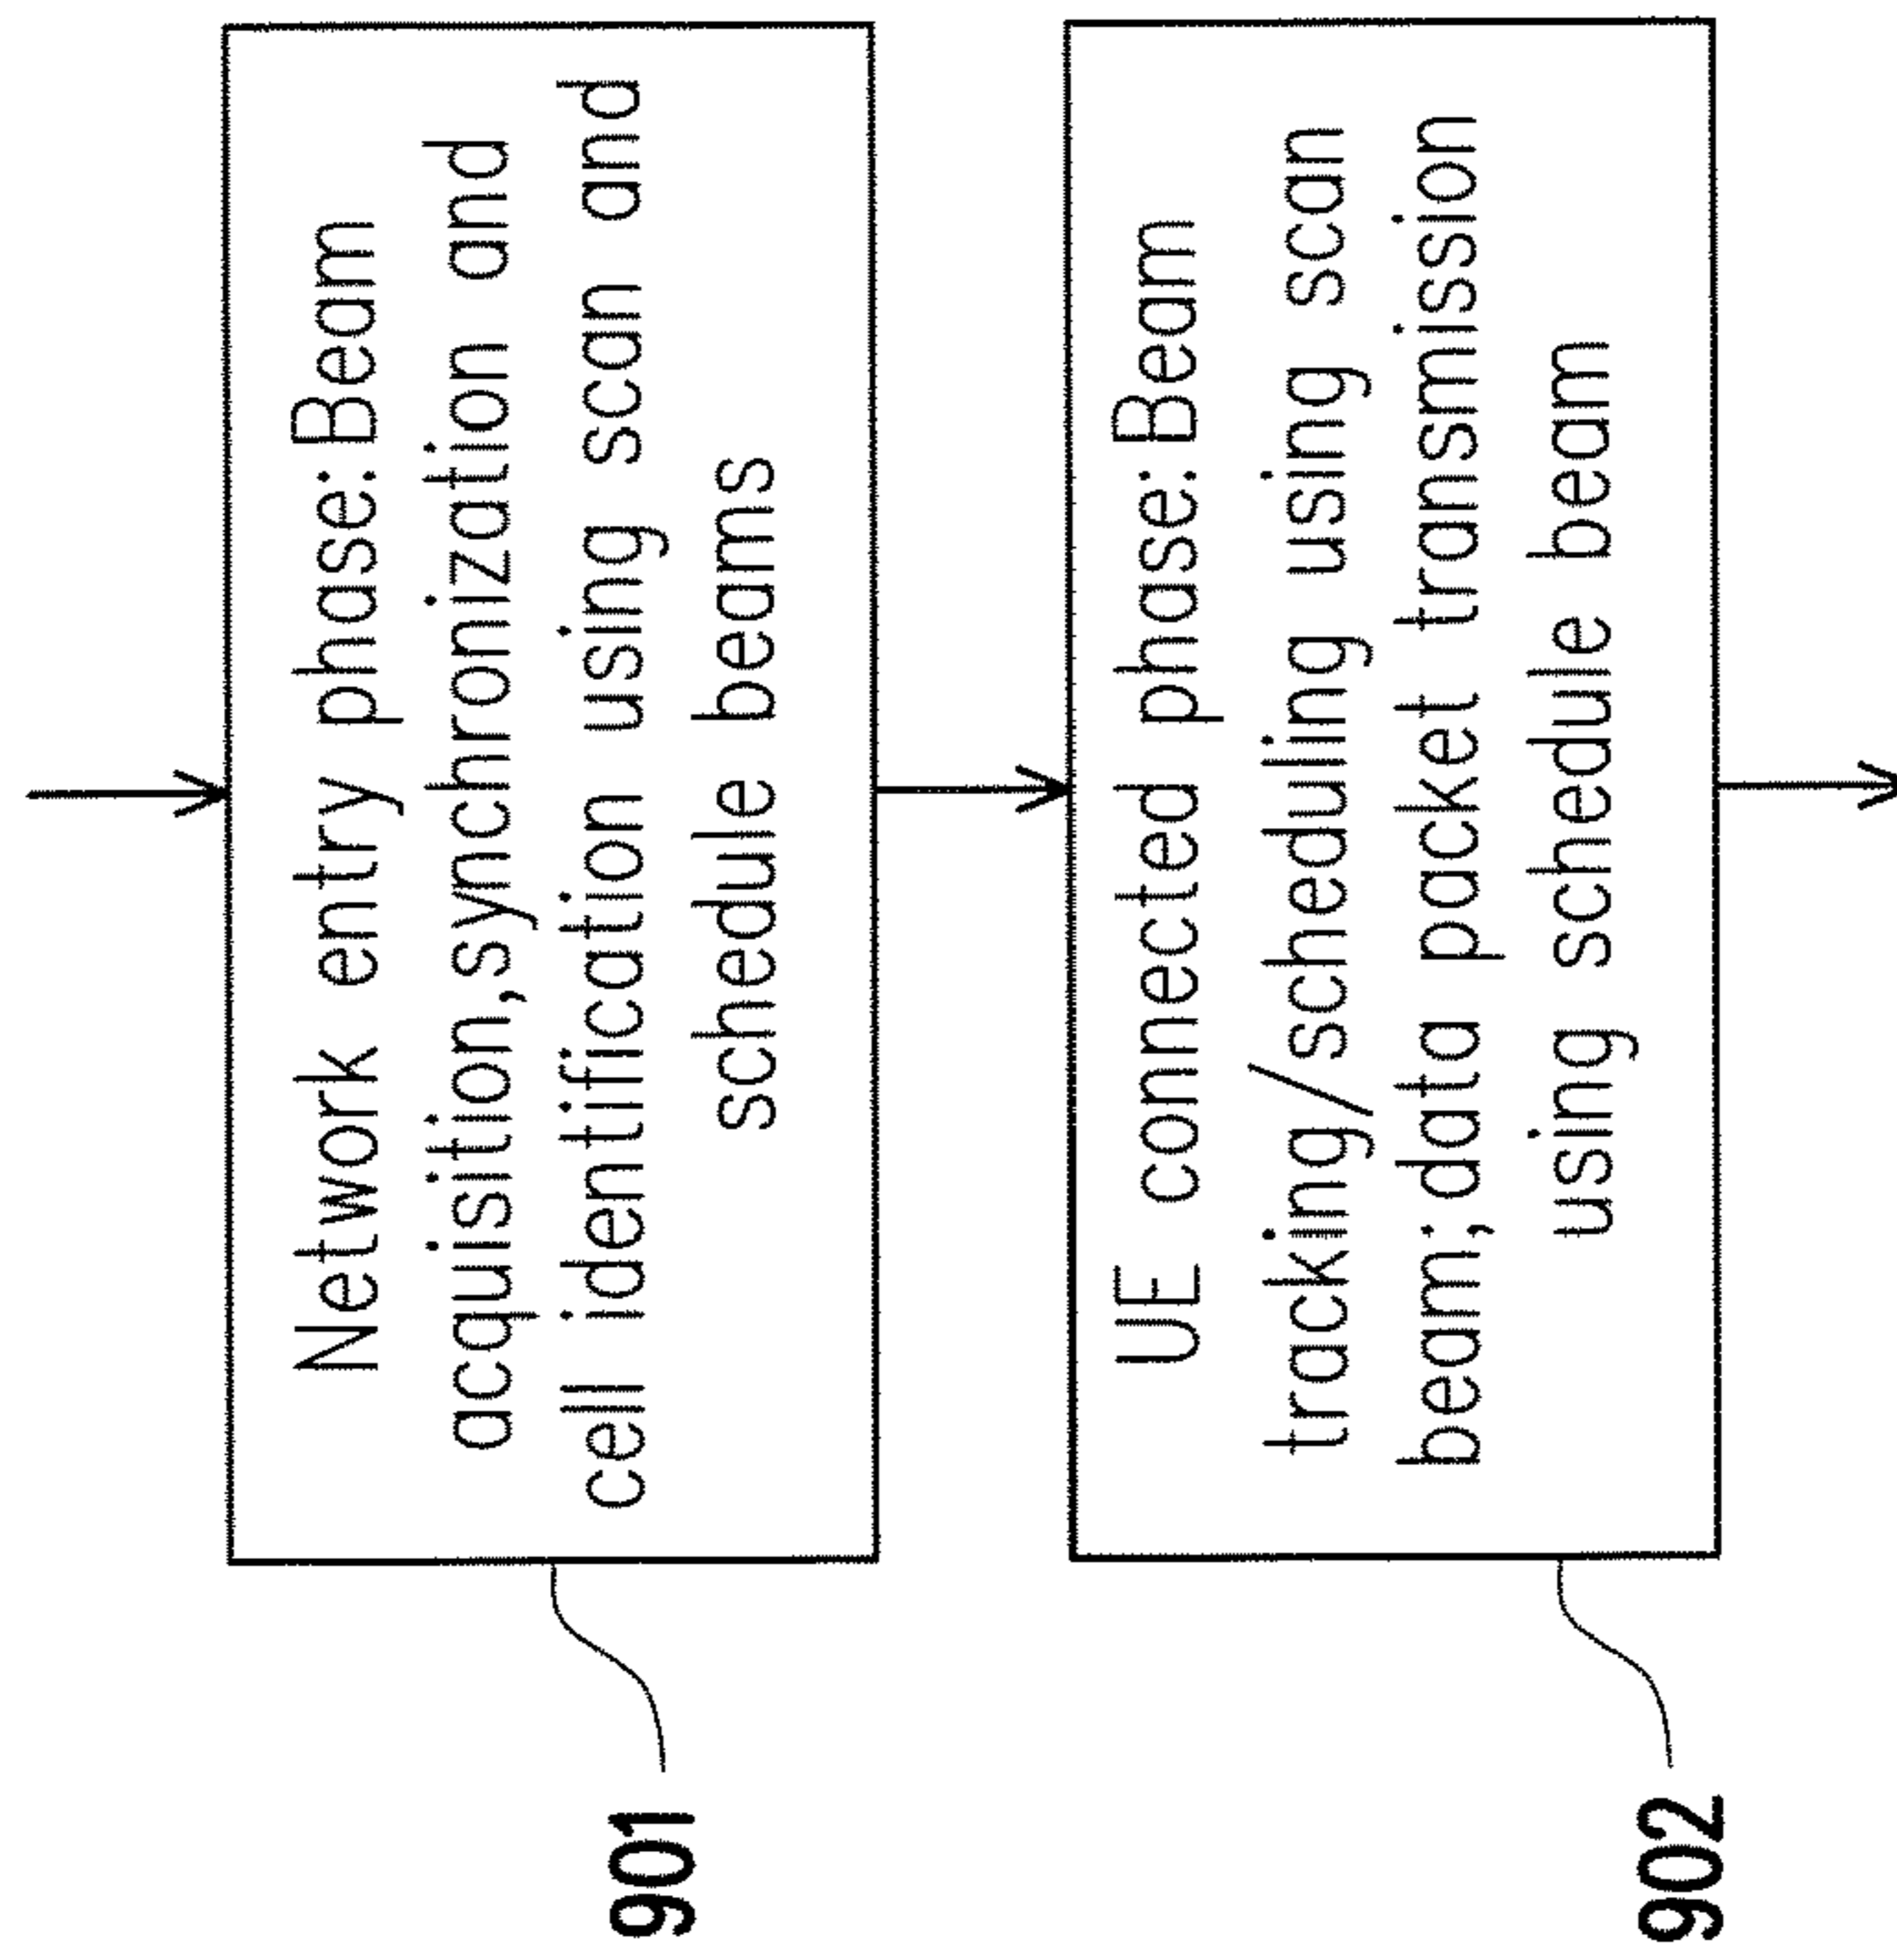 Network entry phase:Beam
acquisition,synchronization and
cell identification using scan and
schedule beams
901
UE connected phase:Beam
tracking/scheduling using scan
beam;data packet transmission
using schedule beam
902